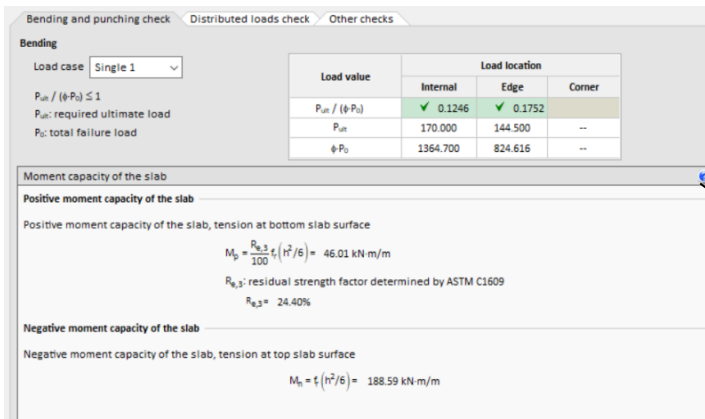 Bending and punching check Distributed loads check Other checks
Bending
Load case Single 1
Pult / (ϕ·P0) ≤ 1
Pult: required ultimate load
P0: total failure load
Load value Load location
Internal Edge Corner
Pult / (ϕ·P0) ✓ 0.1246 ✓ 0.1752
Pult 170.000 144.500 --
ϕ·P0 1364.700 824.616 --
Moment capacity of the slab
Positive moment capacity of the slab
Positive moment capacity of the slab, tension at bottom slab surface
Mp = Re,3/100 fr(h²/6) = 46.01 kN·m/m
Re,3: residual strength factor determined by ASTM C1609
Re,3 = 24.40%
Negative moment capacity of the slab
Negative moment capacity of the slab, tension at top slab surface
Mn = fr(h²/6) = 188.59 kN·m/m